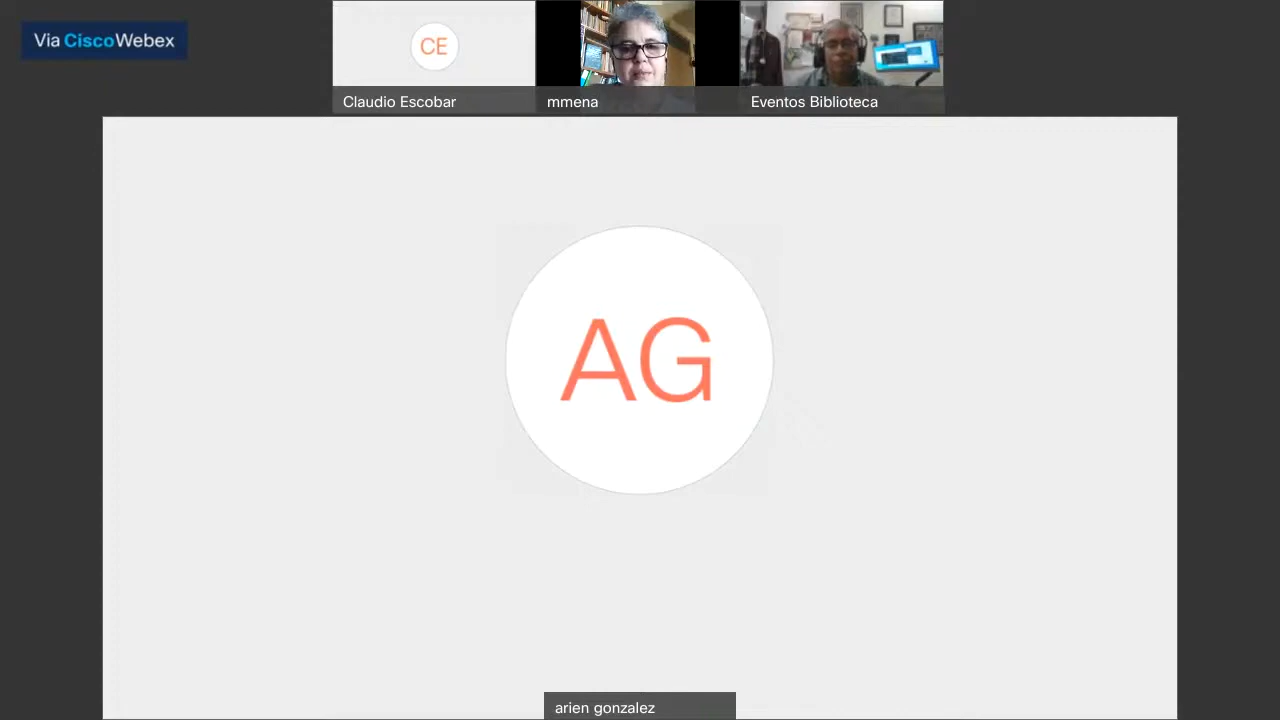 Via CiscoWebex
CE
Claudio Escobar
mmena
Eventos Biblioteca
AG
arien gonzalez